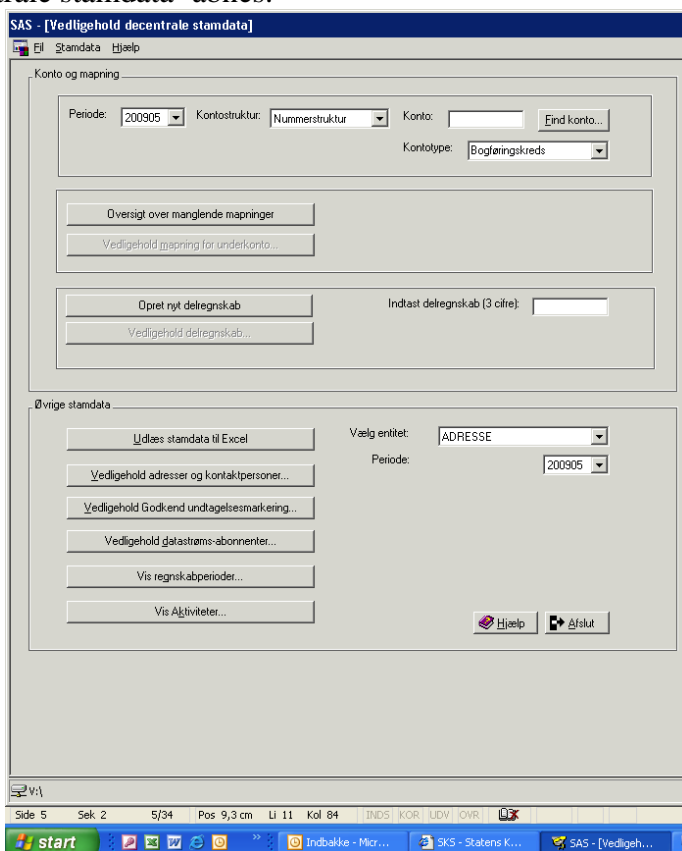 trale stamdata" åbnes.
SAS - [Vedligehold decentrale stamdata]
Fil Stamdata Hjælp
Konto og mapning
Periode: 200905 Kontostruktur: Nummerstruktur Konto: Find konto...
Kontotype: Bogføringskreds
Oversigt over manglende mapninger
Vedligehold mapning for underkonto...
Opret nyt delregnskab Indtast delregnskab (3 cifre):
Vedligehold delregnskab...
Øvrige stamdata
Udlæs stamdata til Excel Vælg entitet: ADRESSE
Periode: 200905
Vedligehold adresser og kontaktpersoner...
Vedligehold Godkend undtagelsesmarkering...
Vedligehold datastrøms-abonnenter...
Vis regnskabperioder...
Vis Aktiviteter...
Hjælp Afslut
V:\
Side 5 Sek 2 5/34 Pos 9,3 cm Li 11 Kol 84 INDS KOR UDV OVR
start Indbakke - Micr... SKS - Statens K... SAS - [Vedligeh...